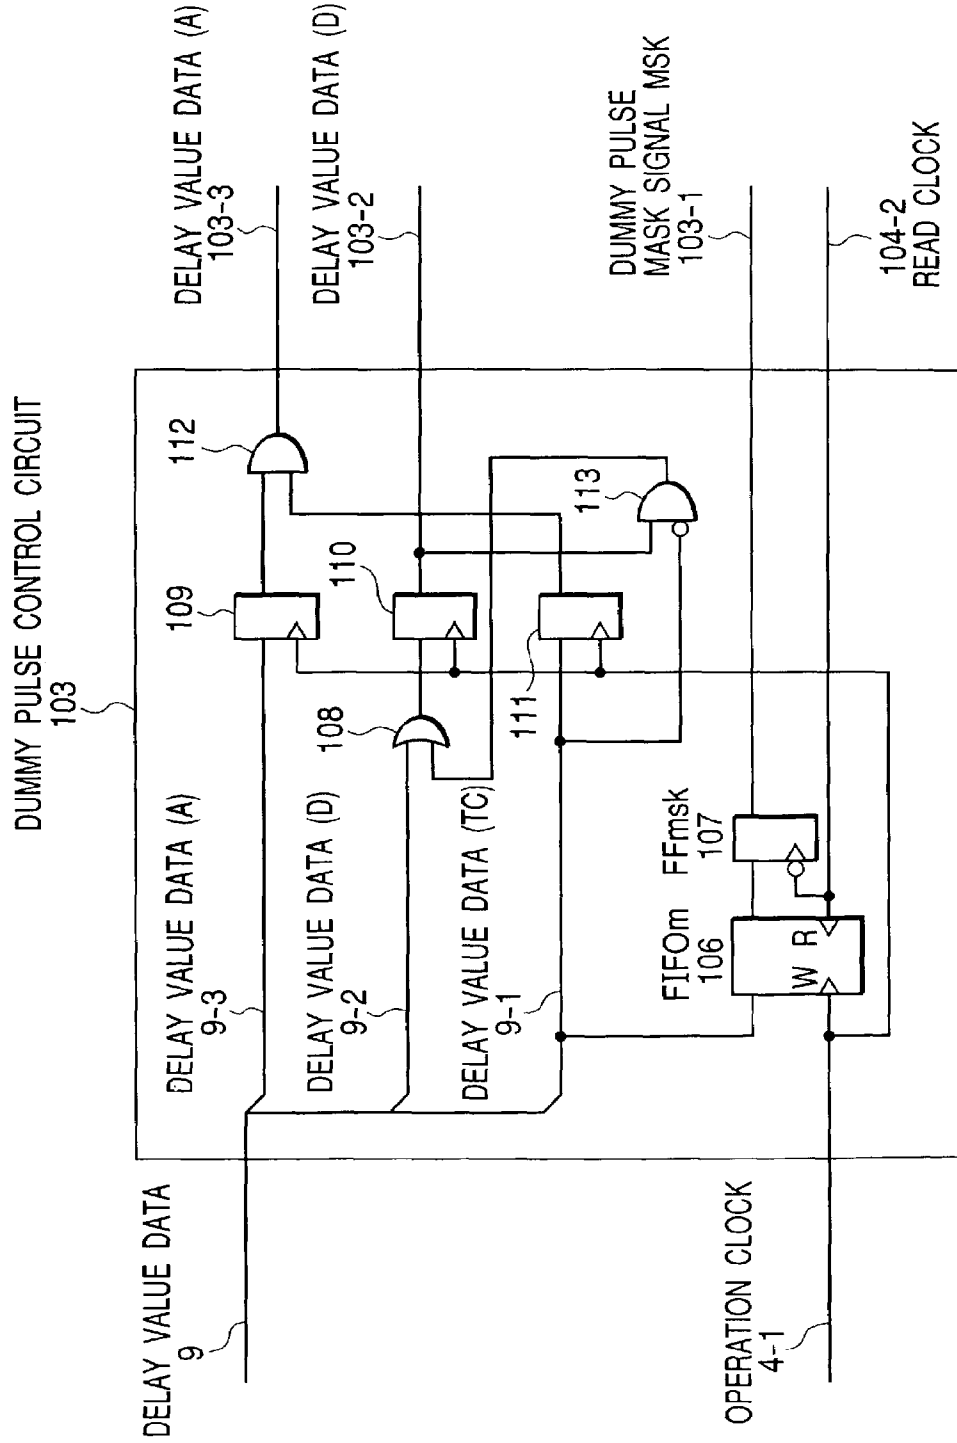 DUMMY PULSE CONTROL CIRCUIT
103
DELAY VALUE DATA
9
DELAY VALUE DATA (A)
9-3
DELAY VALUE DATA (D)
9-2
DELAY VALUE DATA (TC)
9-1
108
109
110
111
112
113
DELAY VALUE DATA (A)
103-3
DELAY VALUE DATA (D)
103-2
DUMMY PULSE
MASK SIGNAL MSK
103-1
104-2
READ CLOCK
FIFOm
106
W R
FFmsk
107
OPERATION CLOCK
4-1